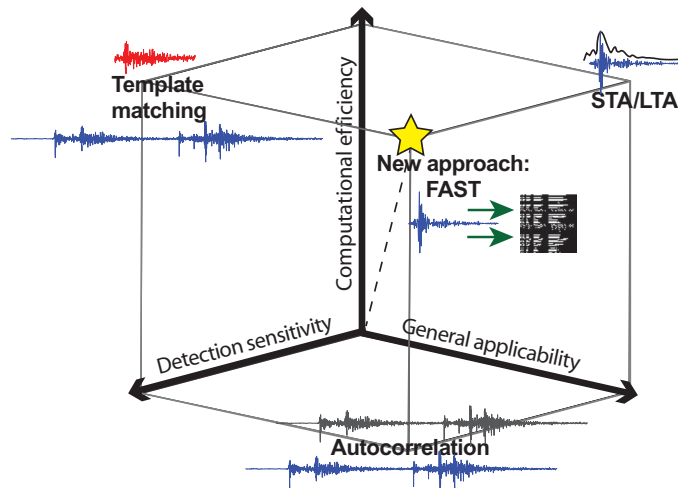 Template
matching
STA/LTA
Computational efficiency
New approach:
FAST
Detection sensitivity
General applicability
Autocorrelation